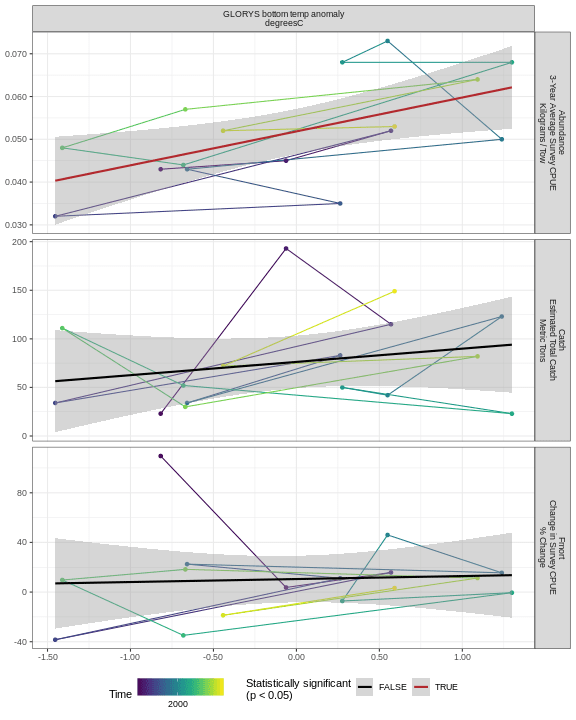 GLORYS bottom temp anomaly
degreesC
0.070
0.060
0.050
0.040
0.030
Abundance
3-Year Average Survey CPUE
Kilograms / Tow
200
150
100
50
0
Catch
Estimated Total Catch
Metric Tons
80
40
0
-40
Fmort
Change in Survey CPUE
% Change
-1.50
-1.00
-0.50
0.00
0.50
1.00
Time
2000
Statistically significant
(p < 0.05)
FALSE
TRUE